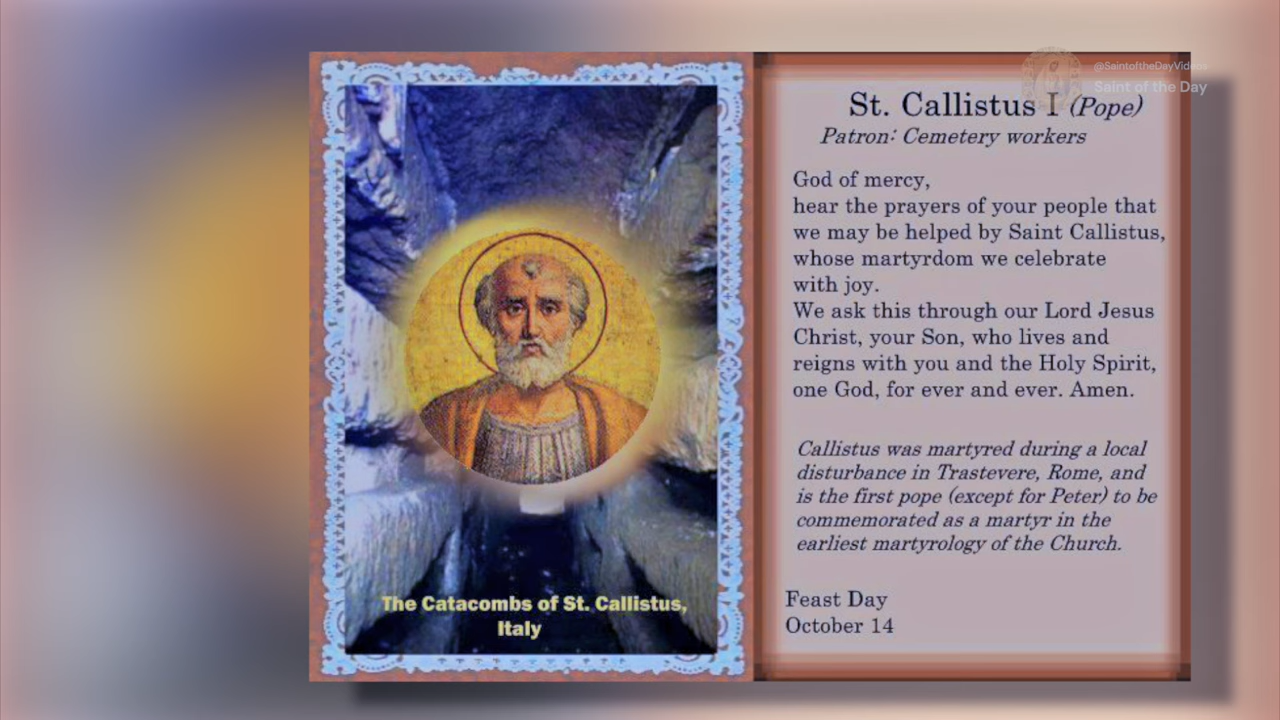 @SaintoftheDayVideos
Saint of the Day
St. Callistus I (Pope)
Patron: Cemetery workers
God of mercy,
hear the prayers of your people that
we may be helped by Saint Callistus,
whose martyrdom we celebrate
with joy.
We ask this through our Lord Jesus
Christ, your Son, who lives and
reigns with you and the Holy Spirit,
one God, for ever and ever. Amen.
Callistus was martyred during a local
disturbance in Trastevere, Rome, and
is the first pope (except for Peter) to be
commemorated as a martyr in the
earliest martyrology of the Church.
Feast Day
October 14
The Catacombs of St. Callistus,
Italy